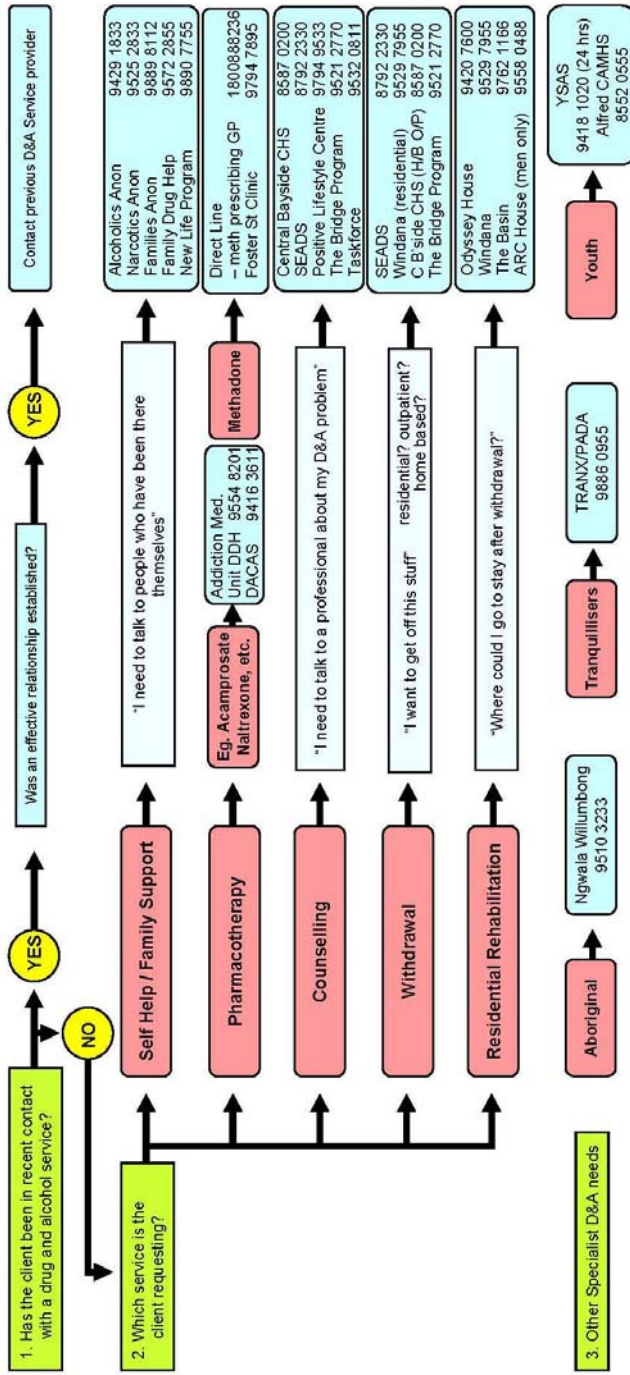 1. Has the client been in recent contact
with a drug and alcohol service?
YES
Was an effective relationship established?
YES
Contact previous D&A Service provider
NO
2. Which service is the
client requesting?
Self Help / Family Support
"I need to talk to people who have been there
themselves"
Alcoholics Anon 9429 1833
Narcotics Anon 9525 2833
Families Anon 9889 8112
Family Drug Help 9572 2855
New Life Program 9890 7755
Pharmacotherapy
Eg. Acamprosate
Naltrexone, etc.
Addiction Med.
Unit DDH 9554 8201
DACAS 9416 3611
Methadone
Direct Line
– meth prescribing GP 1800888236
Foster St Clinic 9794 7895
Counselling
"I need to talk to a professional about my D&A problem"
Central Bayside CHS 8587 0200
SEADS 8792 2330
Positive Lifestyle Centre 9794 9533
The Bridge Program 9521 2770
Taskforce 9532 0811
Withdrawal
"I want to get off this stuff" residential? outpatient?
home based?
SEADS 8792 2330
Windana (residential) 9529 7955
C B'side CHS (H/B O/P) 8587 0200
The Bridge Program 9521 2770
Residential Rehabilitation
"Where could I go to stay after withdrawal?"
Odyssey House 9420 7600
Windana 9529 7955
The Basin 9762 1166
ARC House (men only) 9558 0488
3. Other Specialist D&A needs
Aboriginal
Ngwala Willumbong
9510 3233
Tranquillisers
TRANX/PADA
9886 0955
Youth
YSAS
9418 1020 (24 hrs)
Alfred CAMHS
8552 0555